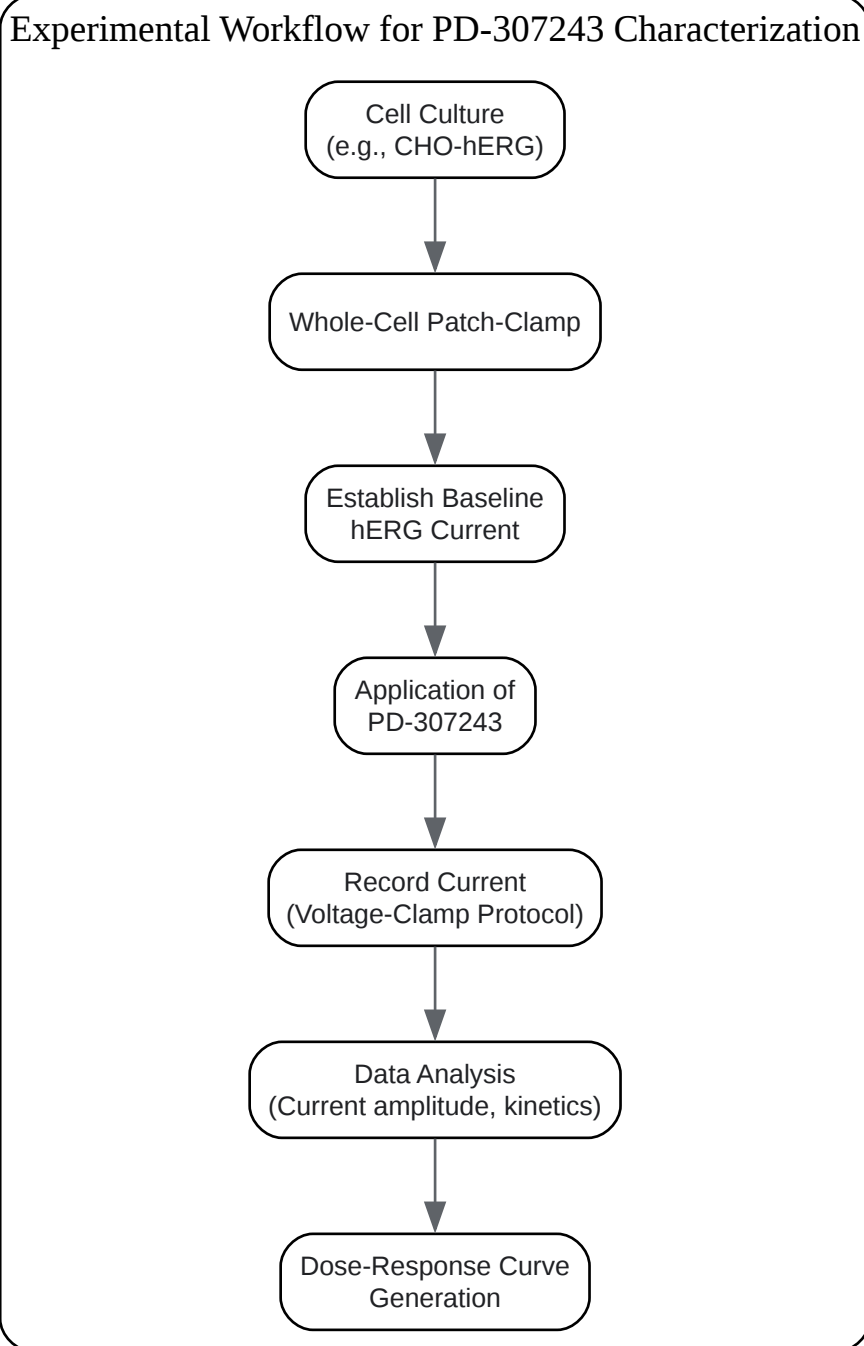 Experimental Workflow for PD-307243 Characterization
Cell Culture
(e.g., CHO-hERG)
Whole-Cell Patch-Clamp
Establish Baseline
hERG Current
Application of
PD-307243
Record Current
(Voltage-Clamp Protocol)
Data Analysis
(Current amplitude, kinetics)
Dose-Response Curve
Generation